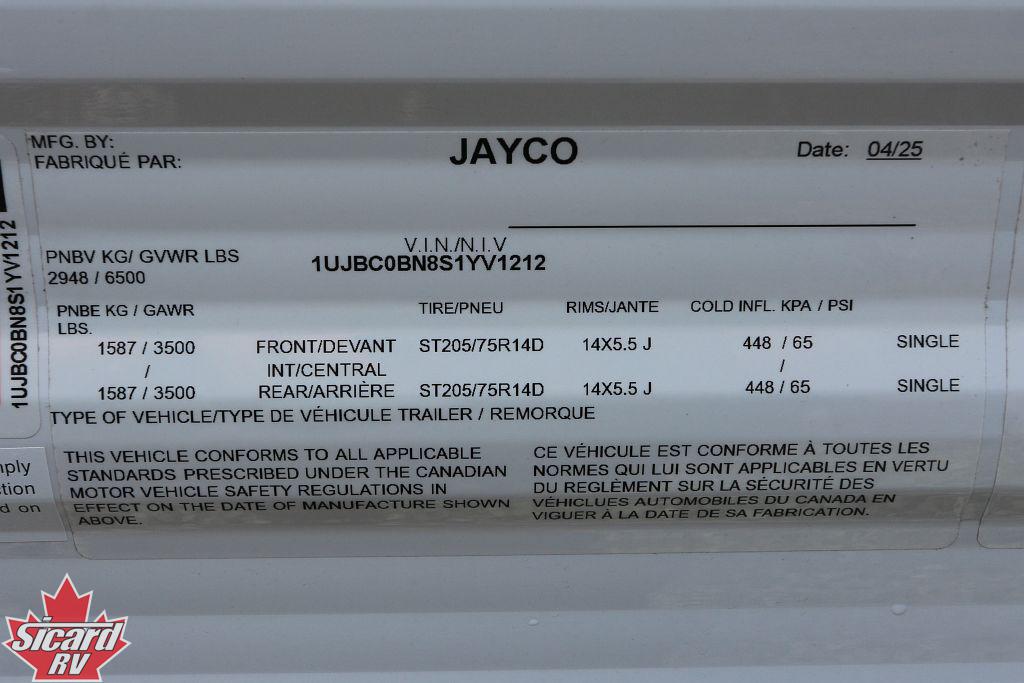 MFG. BY:
FABRIQUÉ PAR:
JAYCO
Date: 04/25
V.I.N./N.I.V
PNBV KG/ GVWR LBS
1UJBC0BN8S1YV1212
2948 / 6500
PNBE KG / GAWR LBS.
TIRE/PNEU RIMS/JANTE COLD INFL. KPA / PSI
1587 / 3500 FRONT/DEVANT ST205/75R14D 14X5.5 J 448 / 65 SINGLE
/ INT/CENTRAL /
1587 / 3500 REAR/ARRIÈRE ST205/75R14D 14X5.5 J 448 / 65 SINGLE
TYPE OF VEHICLE/TYPE DE VÉHICULE TRAILER / REMORQUE
THIS VEHICLE CONFORMS TO ALL APPLICABLE
STANDARDS PRESCRIBED UNDER THE CANADIAN
MOTOR VEHICLE SAFETY REGULATIONS IN
EFFECT ON THE DATE OF MANUFACTURE SHOWN
ABOVE.
CE VÉHICULE EST CONFORME À TOUTES LES
NORMES QUI LUI SONT APPLICABLES EN VERTU
DU REGLÈMENT SUR LA SÉCURITÉ DES
VÉHICLUES AUTOMOBILES DU CANADA EN
VIGUER À LA DATE DE SA FABRICATION.
1UJBC0BN8S1YV1212
ction
d on
Sicard
RV